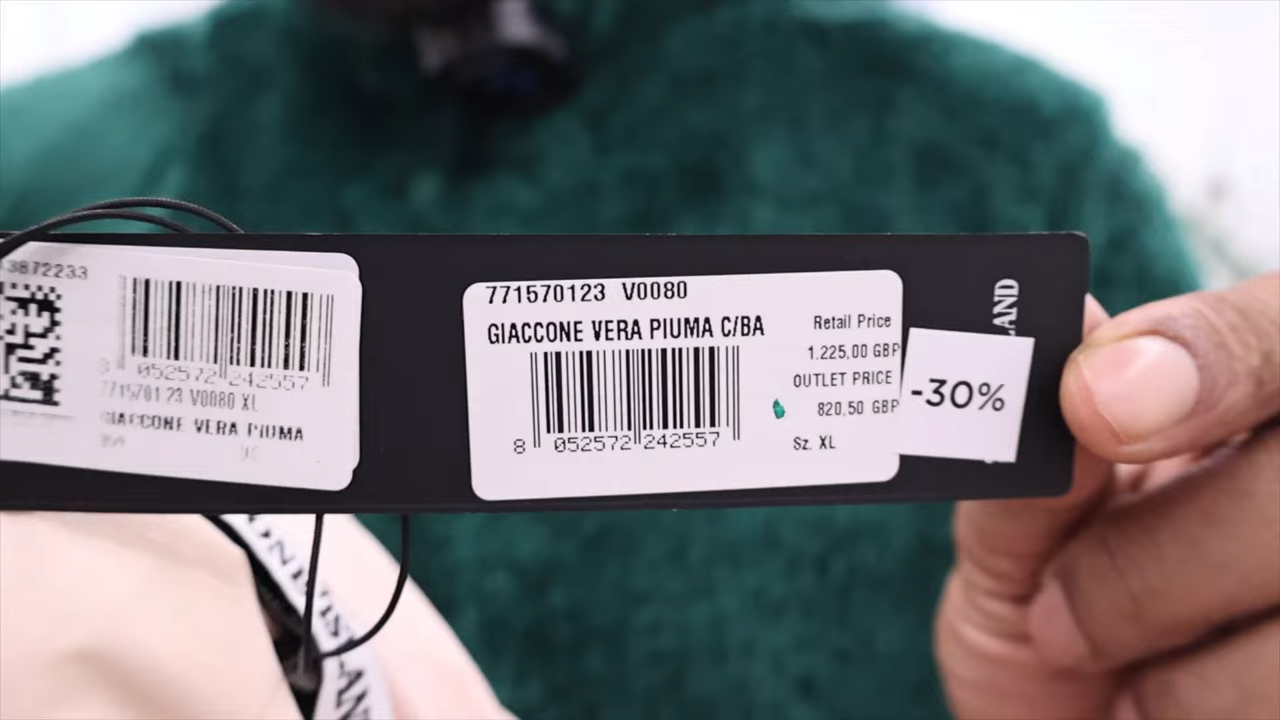 3872233
8 052572 242557
771570123 V0080 XL
GIACCONE VERA PIUMA
771570123 V0080
GIACCONE VERA PIUMA C/BA
8 052572 242557
Retail Price
1.225,00 GBP
OUTLET PRICE
820,50 GBP
Sz. XL
-30%
LAND